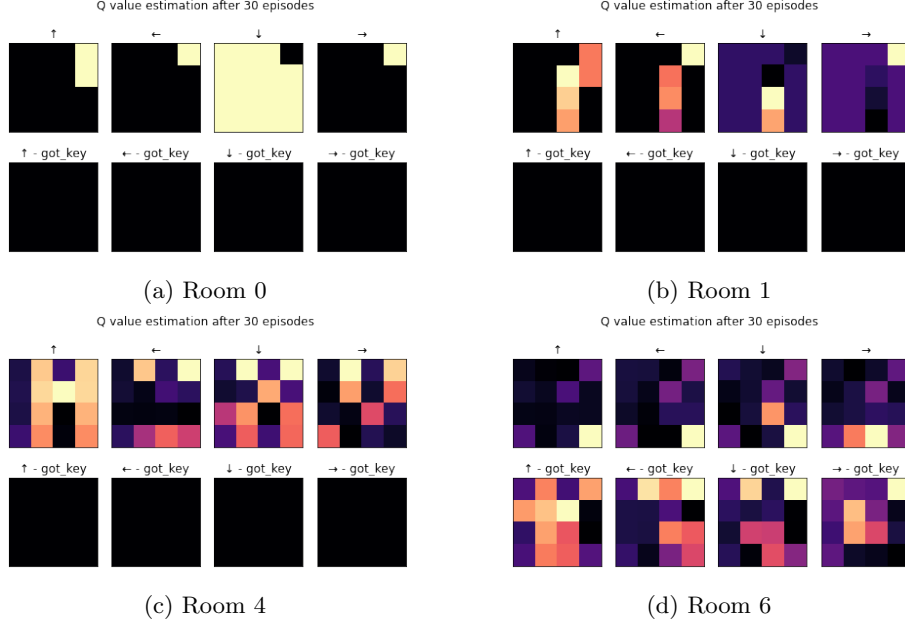 Q value estimation after 30 episodes
↑ ← ↓ →
↑ - got_key ← - got_key ↓ - got_key → - got_key
(a) Room 0
Q value estimation after 30 episodes
↑ ← ↓ →
↑ - got_key ← - got_key ↓ - got_key → - got_key
(b) Room 1
Q value estimation after 30 episodes
↑ ← ↓ →
↑ - got_key ← - got_key ↓ - got_key → - got_key
(c) Room 4
Q value estimation after 30 episodes
↑ ← ↓ →
↑ - got_key ← - got_key ↓ - got_key → - got_key
(d) Room 6